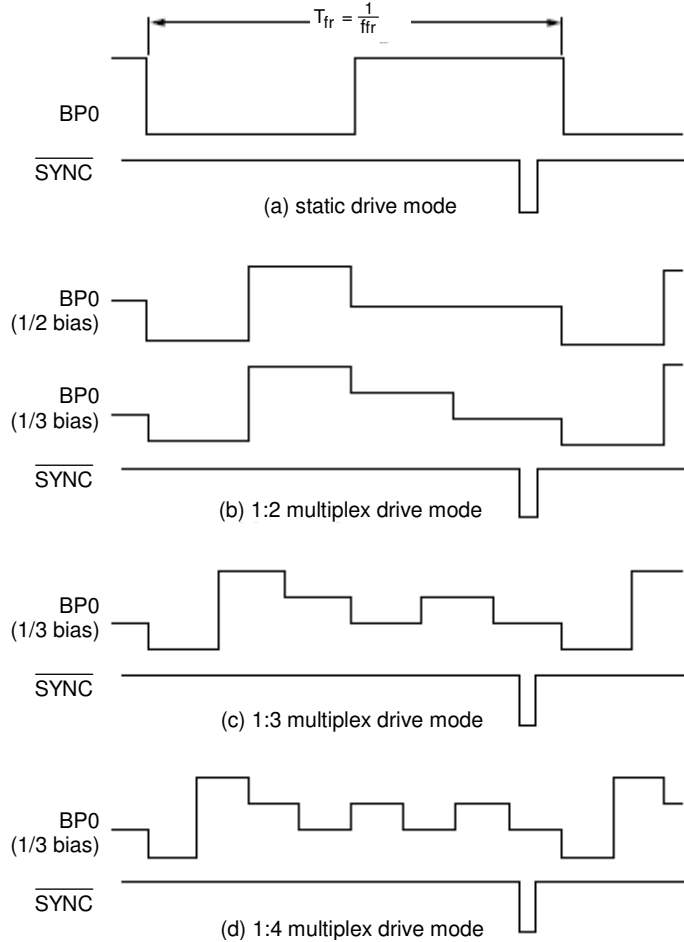 T_fr = 1/ffr
BP0
SYNC
(a) static drive mode
BP0
(1/2 bias)
BP0
(1/3 bias)
SYNC
(b) 1:2 multiplex drive mode
BP0
(1/3 bias)
SYNC
(c) 1:3 multiplex drive mode
BP0
(1/3 bias)
SYNC
(d) 1:4 multiplex drive mode